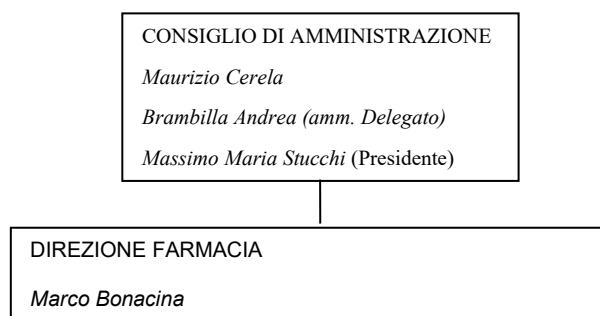 CONSIGLIO DI AMMINISTRAZIONE
Maurizio Cerela
Brambilla Andrea (amm. Delegato)
Massimo Maria Stucchi (Presidente)
DIREZIONE FARMACIA
Marco Bonacina